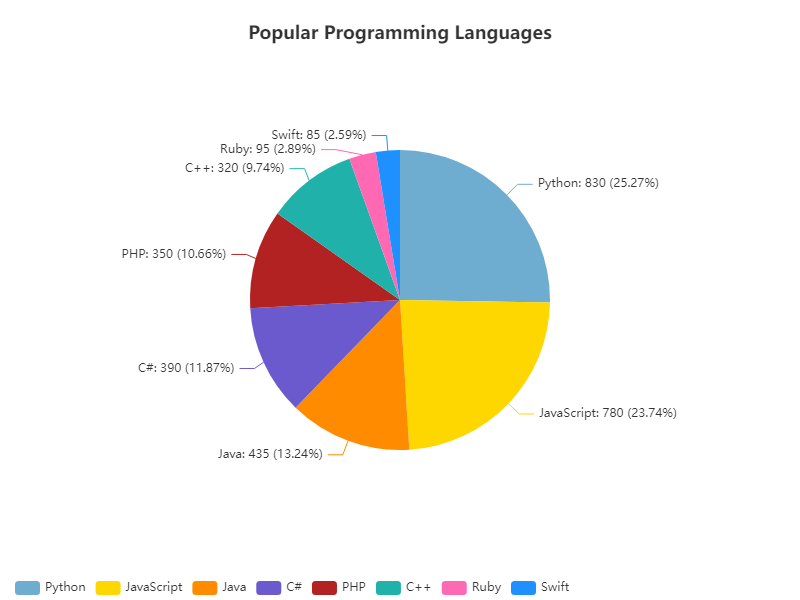 Popular Programming Languages
Swift: 85 (2.59%)
Ruby: 95 (2.89%)
C++: 320 (9.74%)
Python: 830 (25.27%)
PHP: 350 (10.66%)
C#: 390 (11.87%)
JavaScript: 780 (23.74%)
Java: 435 (13.24%)
Python JavaScript Java C# PHP C++ Ruby Swift